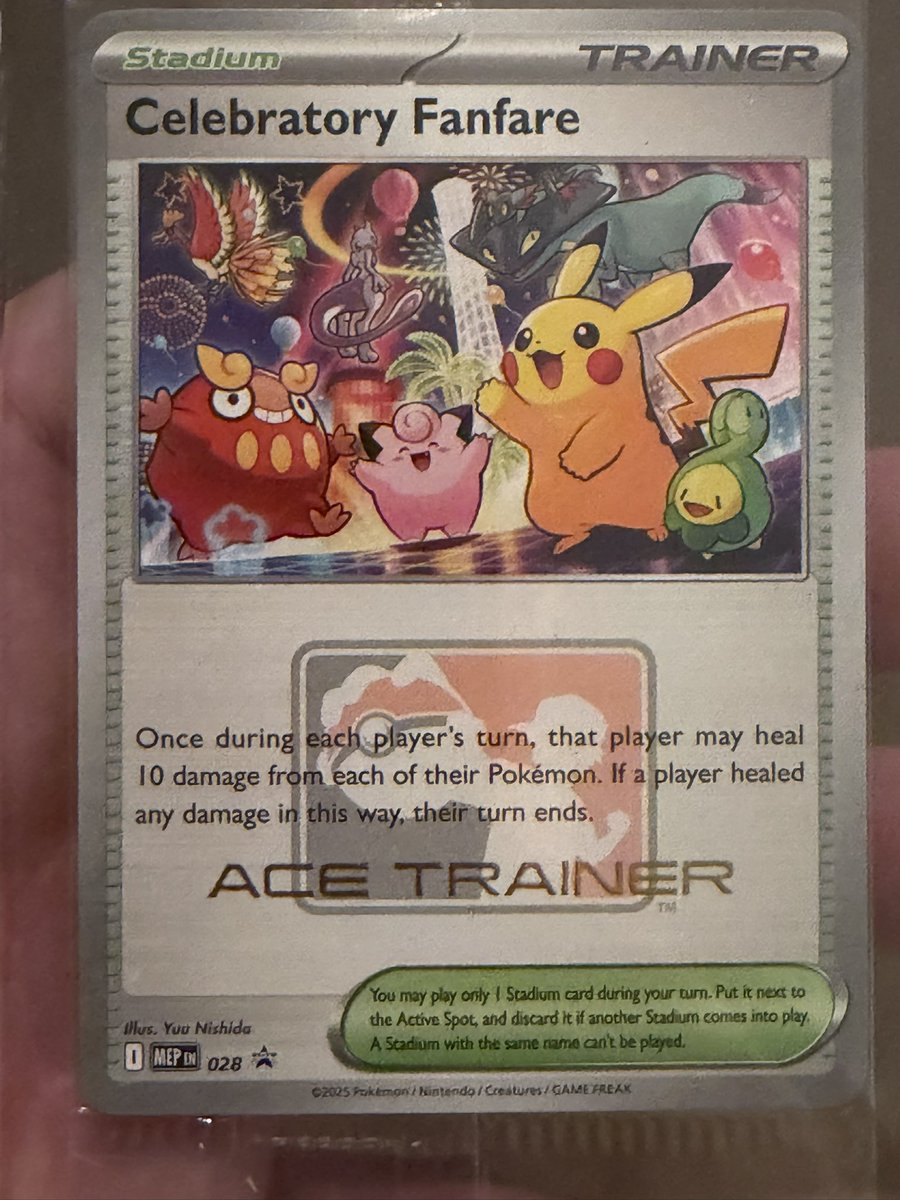 Stadium TRAINER
Celebratory Fanfare
Once during each player's turn, that player may heal
10 damage from each of their Pokémon. If a player healed
any damage in this way, their turn ends.
ACE TRAINER
TM
You may play only 1 Stadium card during your turn. Put it next to
the Active Spot, and discard it if another Stadium comes into play.
A Stadium with the same name can't be played.
Illus. Yuu Nishida
I MEP EN 028
©2025 Pokémon / Nintendo / Creatures / GAME FREAK